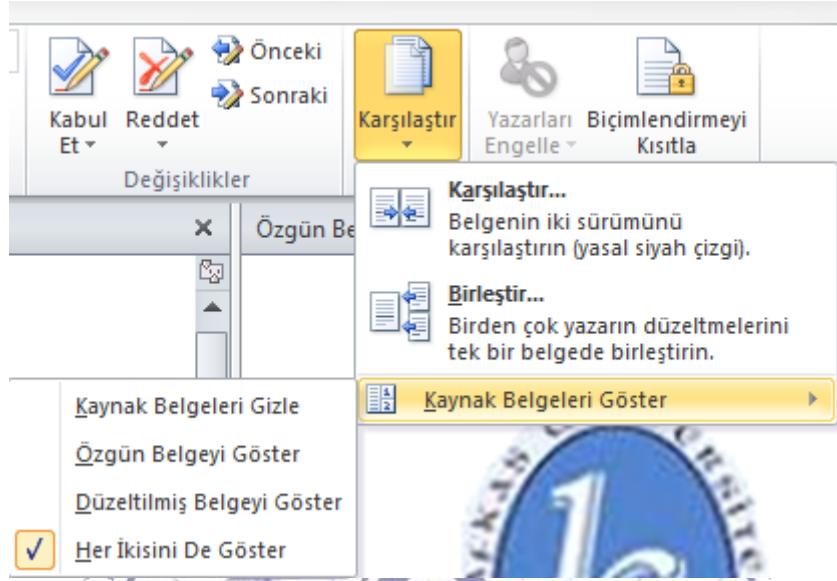 Kabul Et
Reddet
Önceki
Sonraki
Değişiklikler
Karşılaştır
Yazarları
Engelle
Biçimlendirmeyi
Kısıtla
Özgün Be
Karşılaştır...
Belgenin iki sürümünü
karşılaştırın (yasal siyah çizgi).
Birleştir...
Birden çok yazarın düzeltmelerini
tek bir belgede birleştirin.
Kaynak Belgeleri Göster
Kaynak Belgeleri Gizle
Özgün Belgeyi Göster
Düzeltilmiş Belgeyi Göster
Her İkisini De Göster